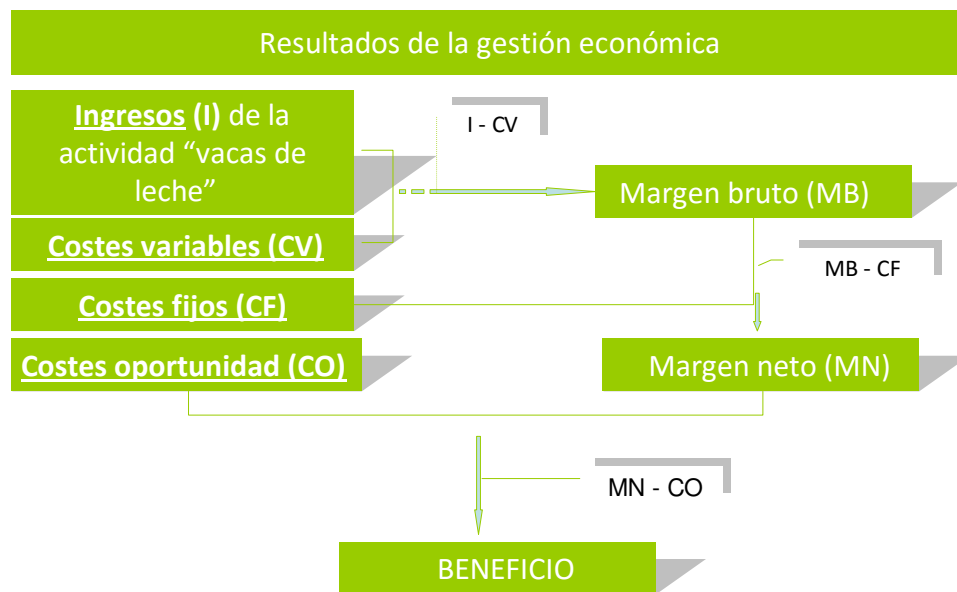 Resultados de la gestión económica
Ingresos (I) de la
actividad “vacas de
leche”
I - CV
Margen bruto (MB)
Costes variables (CV)
MB - CF
Costes fijos (CF)
Costes oportunidad (CO)
Margen neto (MN)
MN - CO
BENEFICIO